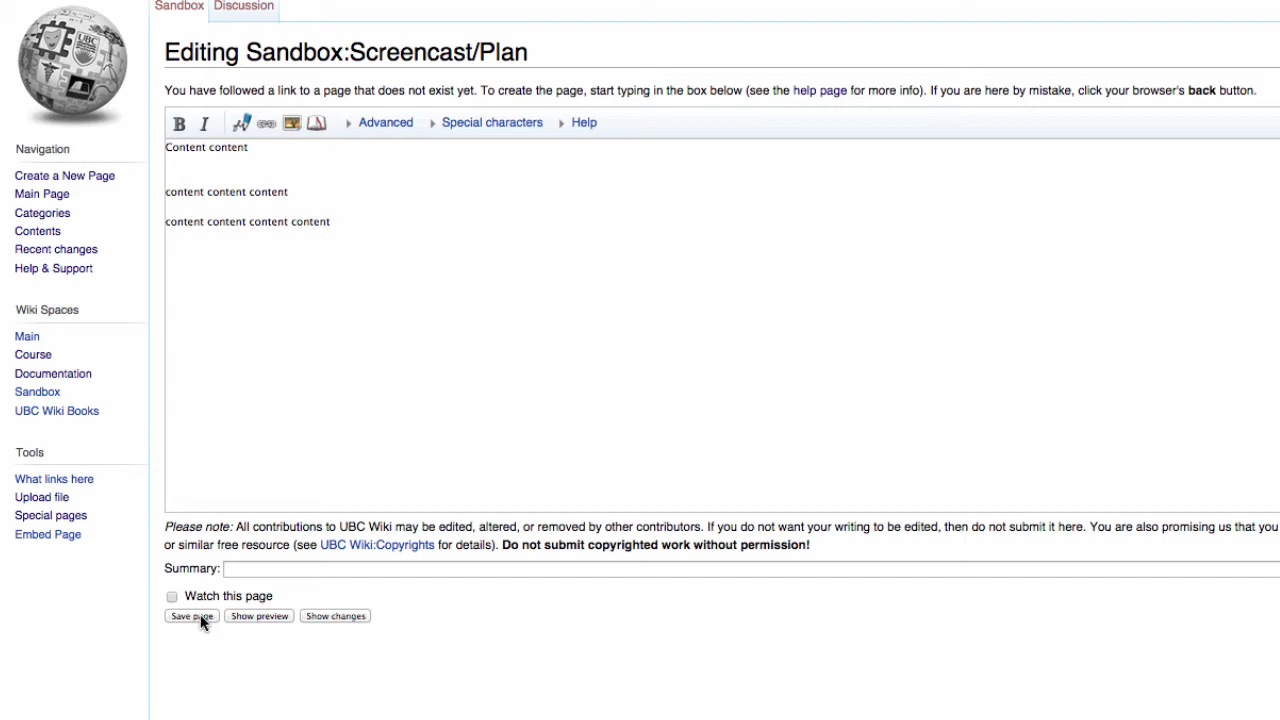 Sandbox Discussion
UBC
Editing Sandbox:Screencast/Plan
You have followed a link to a page that does not exist yet. To create the page, start typing in the box below (see the help page for more info). If you are here by mistake, click your browser's back button.
B I Advanced Special characters Help
Content content
content content content
content content content content
Navigation
Create a New Page
Main Page
Categories
Contents
Recent changes
Help & Support
Wiki Spaces
Main
Course
Documentation
Sandbox
UBC Wiki Books
Tools
What links here
Upload file
Special pages
Embed Page
Please note: All contributions to UBC Wiki may be edited, altered, or removed by other contributors. If you do not want your writing to be edited, then do not submit it here. You are also promising us that you
or similar free resource (see UBC Wiki:Copyrights for details). Do not submit copyrighted work without permission!
Summary:
Watch this page
Save page Show preview Show changes